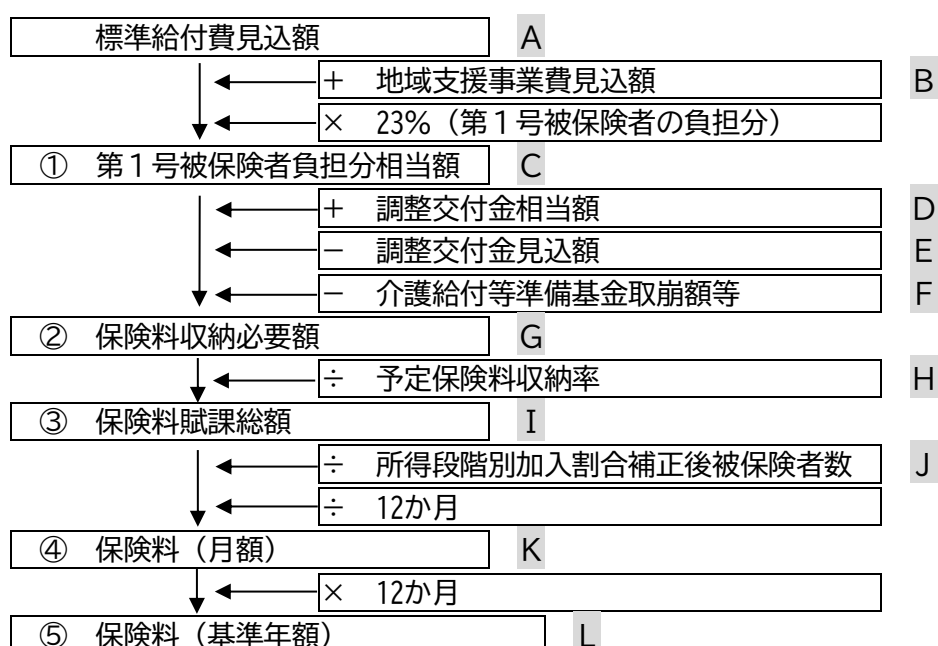 標準給付費見込額 A
＋ 地域支援事業費見込額 B
× 23%（第１号被保険者の負担分）
① 第１号被保険者負担分相当額 C
＋ 調整交付金相当額 D
－ 調整交付金見込額 E
－ 介護給付等準備基金取崩額等 F
② 保険料収納必要額 G
÷ 予定保険料収納率 H
③ 保険料賦課総額 I
÷ 所得段階別加入割合補正後被保険者数 J
÷ 12か月
④ 保険料（月額） K
× 12か月
⑤ 保険料（基準年額） L